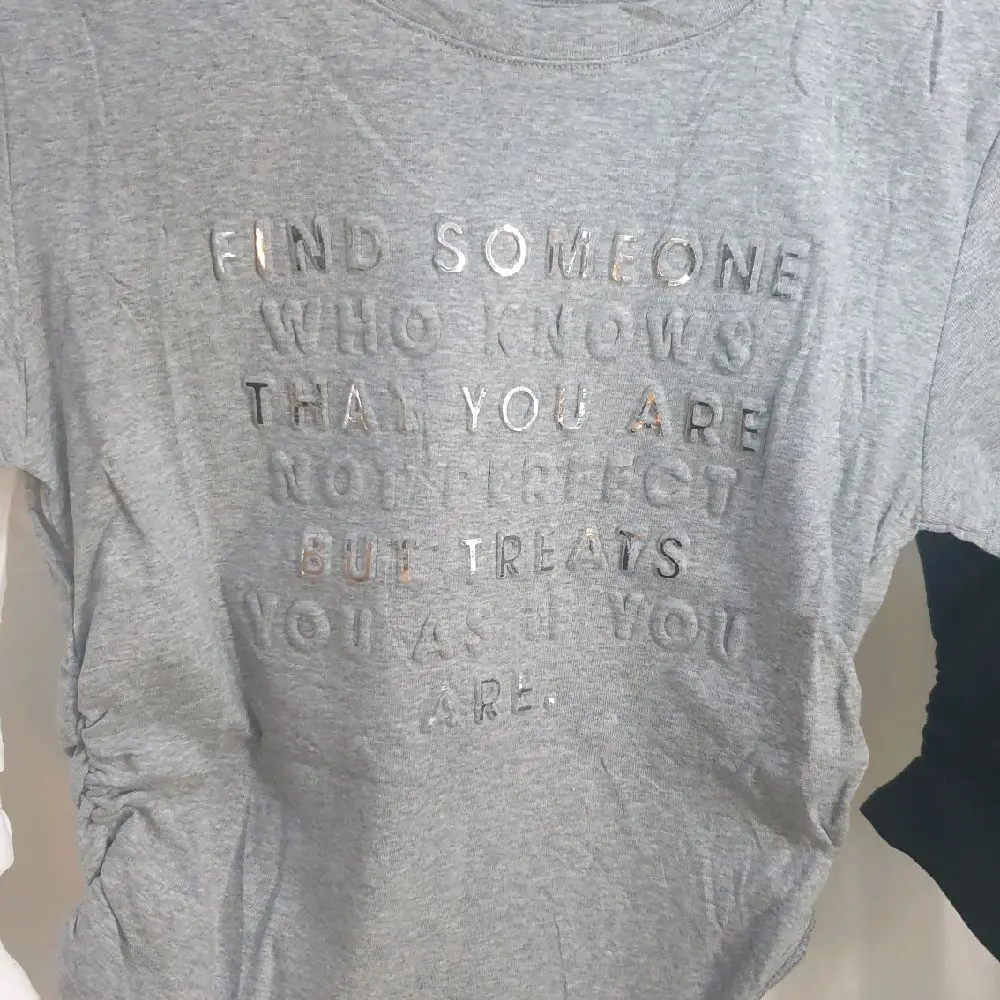 FIND SOMEONE
WHO KNOWS
THAT YOU ARE
NOT PERFECT
BUT TREATS
YOU AS IF YOU
ARE.